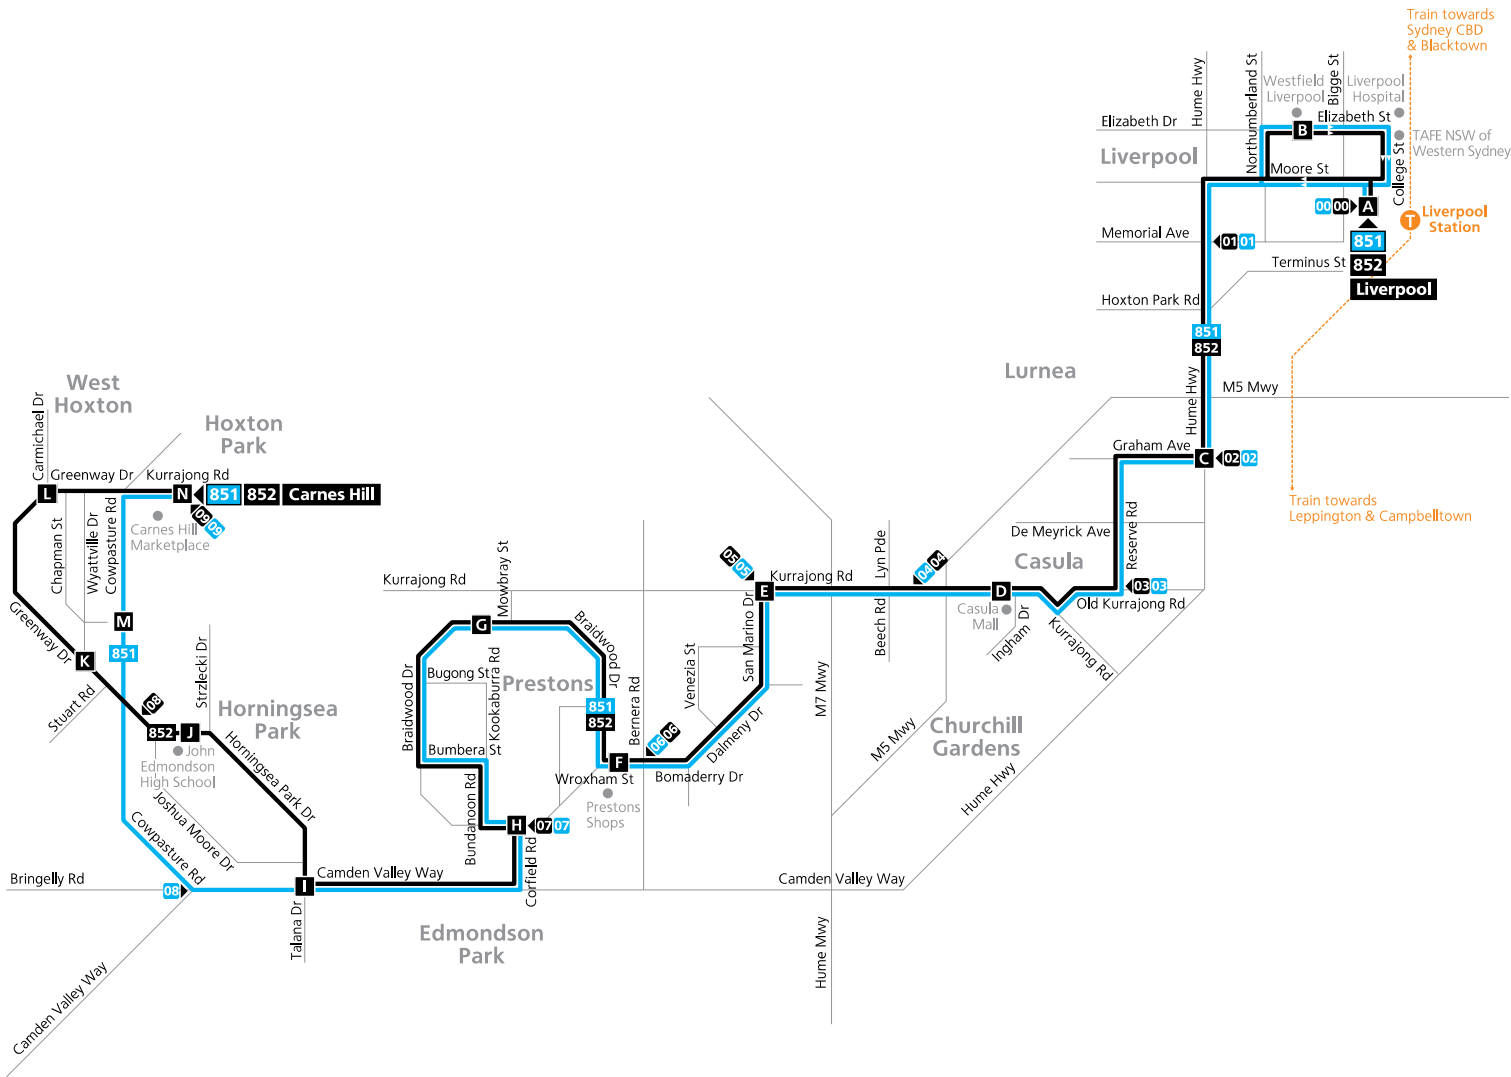 Train towards
Sydney CBD
& Blacktown
Hume Hwy
Northumberland St
Westfield
Liverpool
Bigge St
Liverpool
Hospital
Elizabeth Dr
B
Elizabeth St
Liverpool
Moore St
College St
TAFE NSW of
Western Sydney
00 00
A
T
Liverpool
Station
Memorial Ave
01 01
851
Terminus St
852
Liverpool
Hoxton Park Rd
851
852
Lurnea
M5 Mwy
Hume Hwy
Graham Ave
C
02 02
Train towards
Leppington & Campbelltown
De Meyrick Ave
Reserve Rd
Casula
West
Hoxton
Carmichael Dr
Hoxton
Park
Greenway Dr
Kurrajong Rd
L
N
851 852 Carnes Hill
09 09
Chapman St
Wyattville Dr
Cowpasture Rd
Carnes Hill
Marketplace
M
851
Greenway Dr
K
Stuart Rd
08
Strzlecki Dr
Horningsea
Park
852
J
John
Edmondson
High School
Horningsea Park Dr
Joshua Moore Dr
Cowpasture Rd
Bringelly Rd
08
I
Camden Valley Way
Talana Dr
Camden Valley Way
Kurrajong Rd
Mowbray St
G
Braidwood Dr
Braidwood Dr
Bugong St
Kookaburra Rd
Prestons
851
852
Bumbera St
Bundanoon Rd
H
07 07
Corfield Rd
Edmondson
Park
Wroxham St
F
Prestons
Shops
Bernera Rd
06 06
Bomaderry Dr
Venezia St
San Marino Dr
Dalmeny Dr
05 05
E
Kurrajong Rd
Lyn Pde
Beech Rd
04 04
D
Casula
Mall
Ingham Dr
Kurrajong Rd
Old Kurrajong Rd
03 03
M7 Mwy
M5 Mwy
Churchill
Gardens
Hume Hwy
Camden Valley Way
Hume Mwy